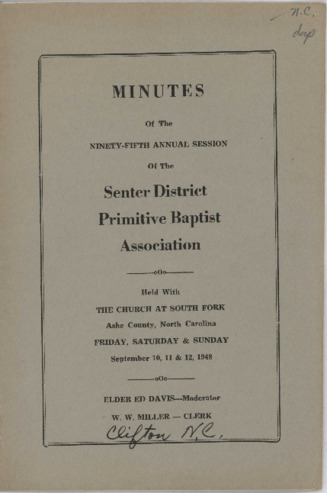 N.C.
dup
MINUTES
Of The
NINETY-FIFTH ANNUAL SESSION
Of The
Senter District
Primitive Baptist
Association
———oOo———
Held With
THE CHURCH AT SOUTH FORK
Ashe County, North Carolina
FRIDAY, SATURDAY & SUNDAY
September 10, 11 & 12, 1948
———oOo———
ELDER ED DAVIS—Moderator
W. W. MILLER — CLERK
Clifton N.C.